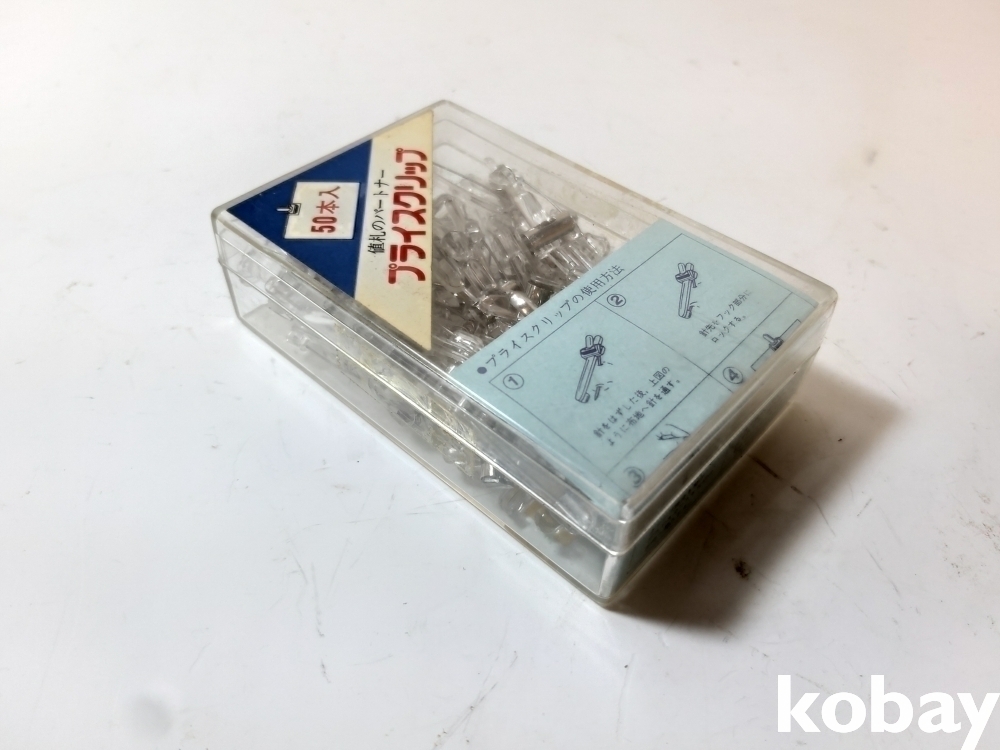 50本入
値札のパートナー
プライスクリップ
●プライスクリップの使用方法
①
針をはずした後、上図の
ように布地へ針を通す。
②
針先をフック部分に
ロックする。
③
④
kobay